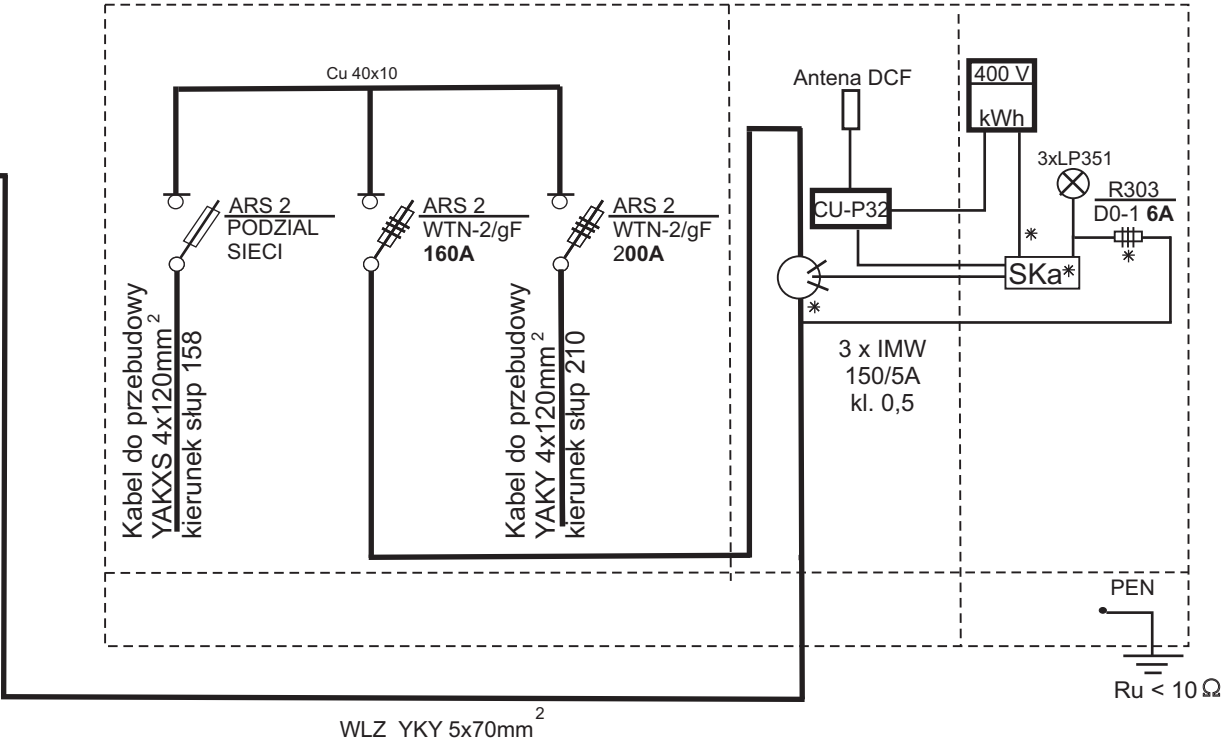 Cu 40x10
ARS 2
PODZIAL
SIECI
Kabel do przebudowy
YAKXS 4x120mm²
kierunek słup 158
ARS 2
WTN-2/gF
160A
ARS 2
WTN-2/gF
200A
Kabel do przebudowy
YAKY 4x120mm²
kierunek słup 210
Antena DCF
CU-P32
400 V
kWh
3xLP351
R303
D0-1 6A
*
*
SKa*
*
3 x IMW
150/5A
kl. 0,5
PEN
Ru < 10 Ω
WLZ YKY 5x70mm²